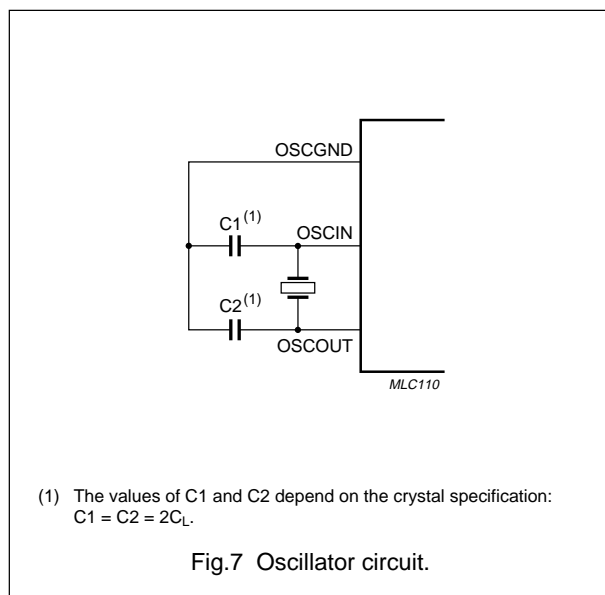 OSCGND
C1(1)
OSCIN
C2(1)
OSCOUT
MLC110
(1) The values of C1 and C2 depend on the crystal specification:
C1 = C2 = 2CL.
Fig.7 Oscillator circuit.